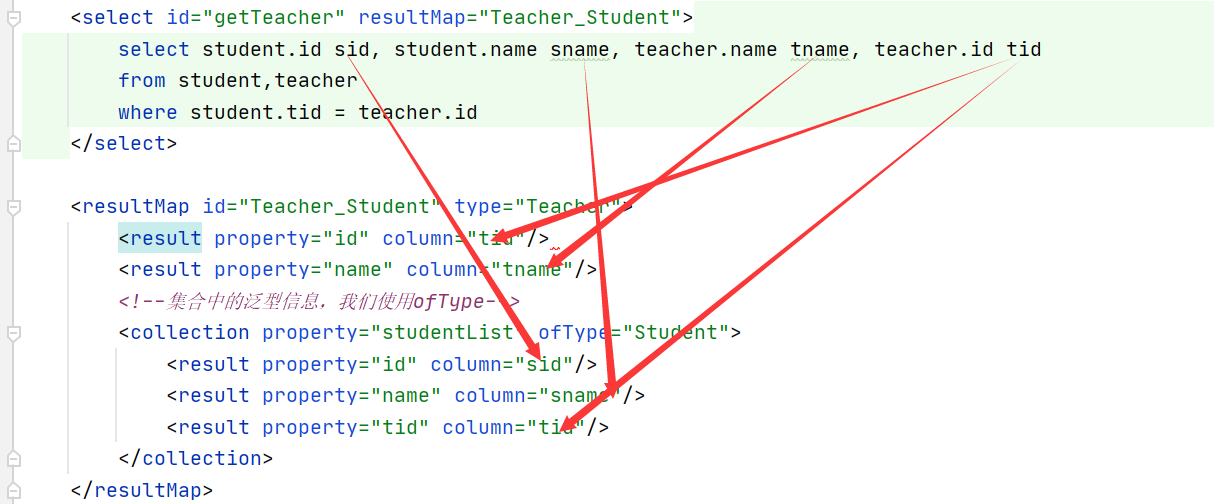 <select id="getTeacher" resultMap="Teacher_Student">
select student.id sid, student.name sname, teacher.name tname, teacher.id tid
from student,teacher
where student.tid = teacher.id
</select>
<resultMap id="Teacher_Student" type="Teacher">
<result property="id" column="tid"/>
<result property="name" column="tname"/>
<!--集合中的泛型信息，我们使用ofType-->
<collection property="studentList" ofType="Student">
<result property="id" column="sid"/>
<result property="name" column="sname"/>
<result property="tid" column="tid"/>
</collection>
</resultMap>